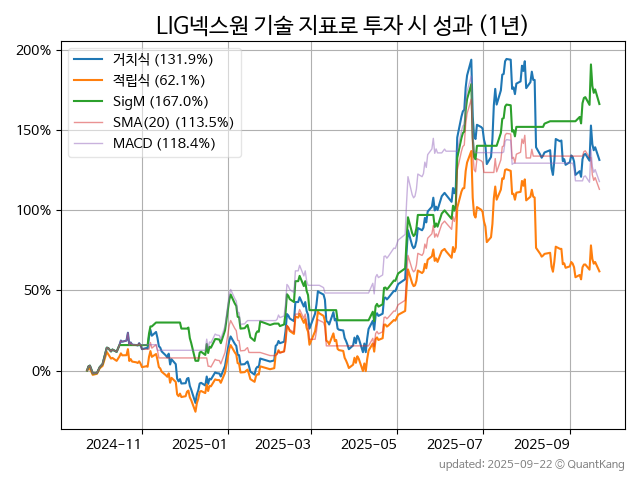 LIG넥스원 기술 지표로 투자 시 성과 (1년)
거치식 (131.9%)
적립식 (62.1%)
SigM (167.0%)
SMA(20) (113.5%)
MACD (118.4%)
200%
150%
100%
50%
0%
2024-11 2025-01 2025-03 2025-05 2025-07 2025-09
updated: 2025-09-22 © QuantKang